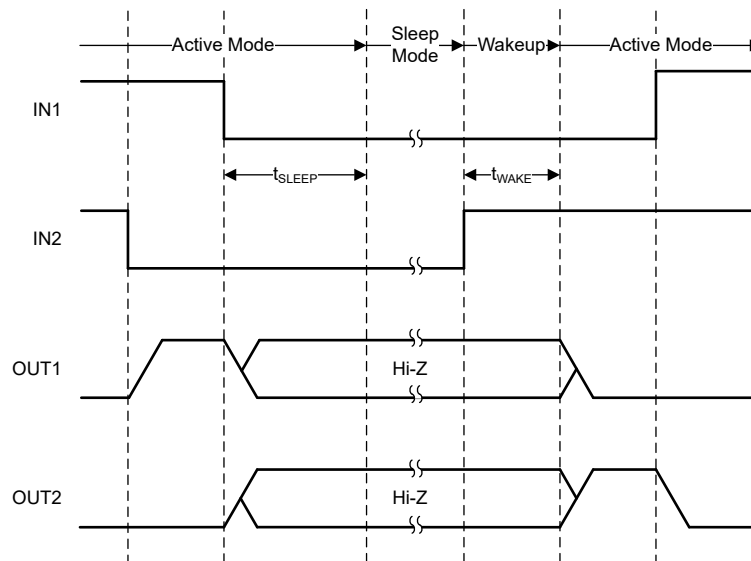 Active Mode
Sleep
Mode
Wakeup
Active Mode
IN1
tSLEEP
tWAKE
IN2
OUT1
Hi-Z
OUT2
Hi-Z